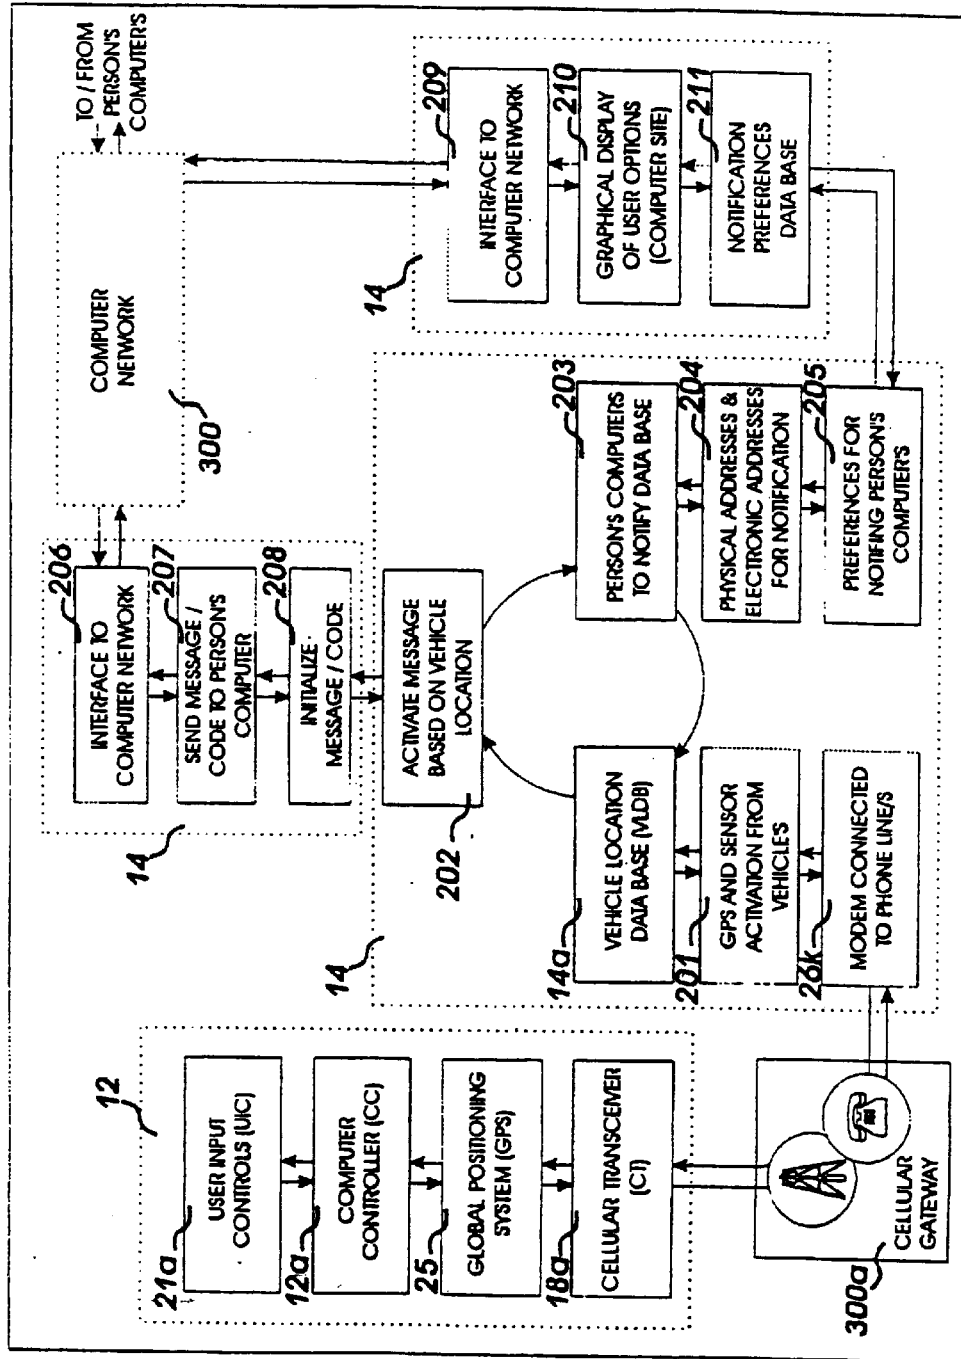 12
21a
USER INPUT
CONTROLS (UIC)
12a
COMPUTER
CONTROLLER (CC)
25
GLOBAL POSITIONING
SYSTEM (GPS)
18a
CELLULAR TRANSCEIVER
(CT)
300a
CELLULAR
GATEWAY
14
206
INTERFACE TO
COMPUTER NETWORK
207
SEND MESSAGE /
CODE TO PERSON'S
COMPUTER
208
INITIALIZE
MESSAGE / CODE
14
202
ACTIVATE MESSAGE
BASED ON VEHICLE
LOCATION
14a
VEHICLE LOCATION
DATA BASE (VLDB)
201
GPS AND SENSOR
ACTIVATION FROM
VEHICLES
26k
MODEM CONNECTED
TO PHONE LINE/S
203
PERSON'S COMPUTERS
TO NOTIFY DATA BASE
204
PHYSICAL ADDRESSES &
ELECTRONIC ADDRESSES
FOR NOTIFICATION
205
PREFERENCES FOR
NOTIFING PERSON'S
COMPUTER'S
300
COMPUTER
NETWORK
TO / FROM
PERSON'S
COMPUTER'S
14
209
INTERFACE TO
COMPUTER NETWORK
210
GRAPHICAL DISPLAY
OF USER OPTIONS
(COMPUTER SITE)
211
NOTIFICATION
PREFERENCES
DATA BASE